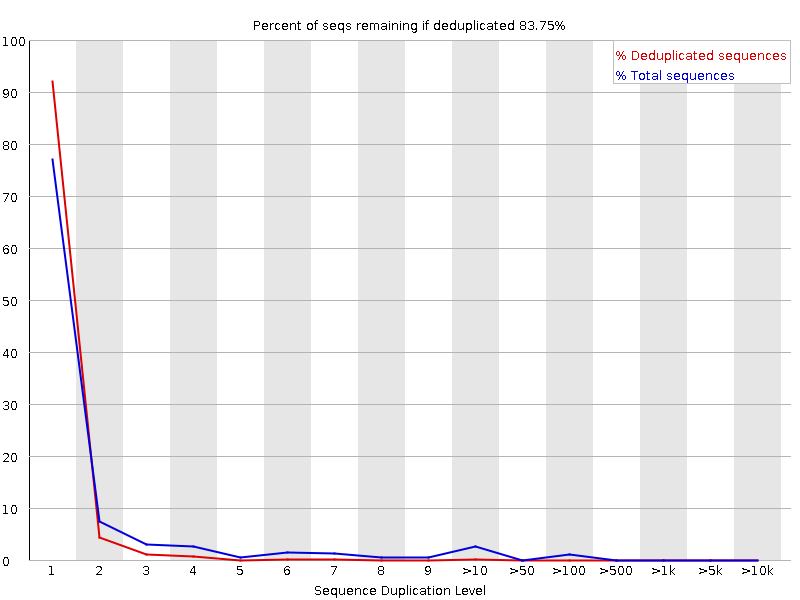 Percent of seqs remaining if deduplicated 83.75%
% Deduplicated sequences
% Total sequences
100
90
80
70
60
50
40
30
20
10
0
1 2 3 4 5 6 7 8 9 >10 >50 >100 >500 >1k >5k >10k
Sequence Duplication Level